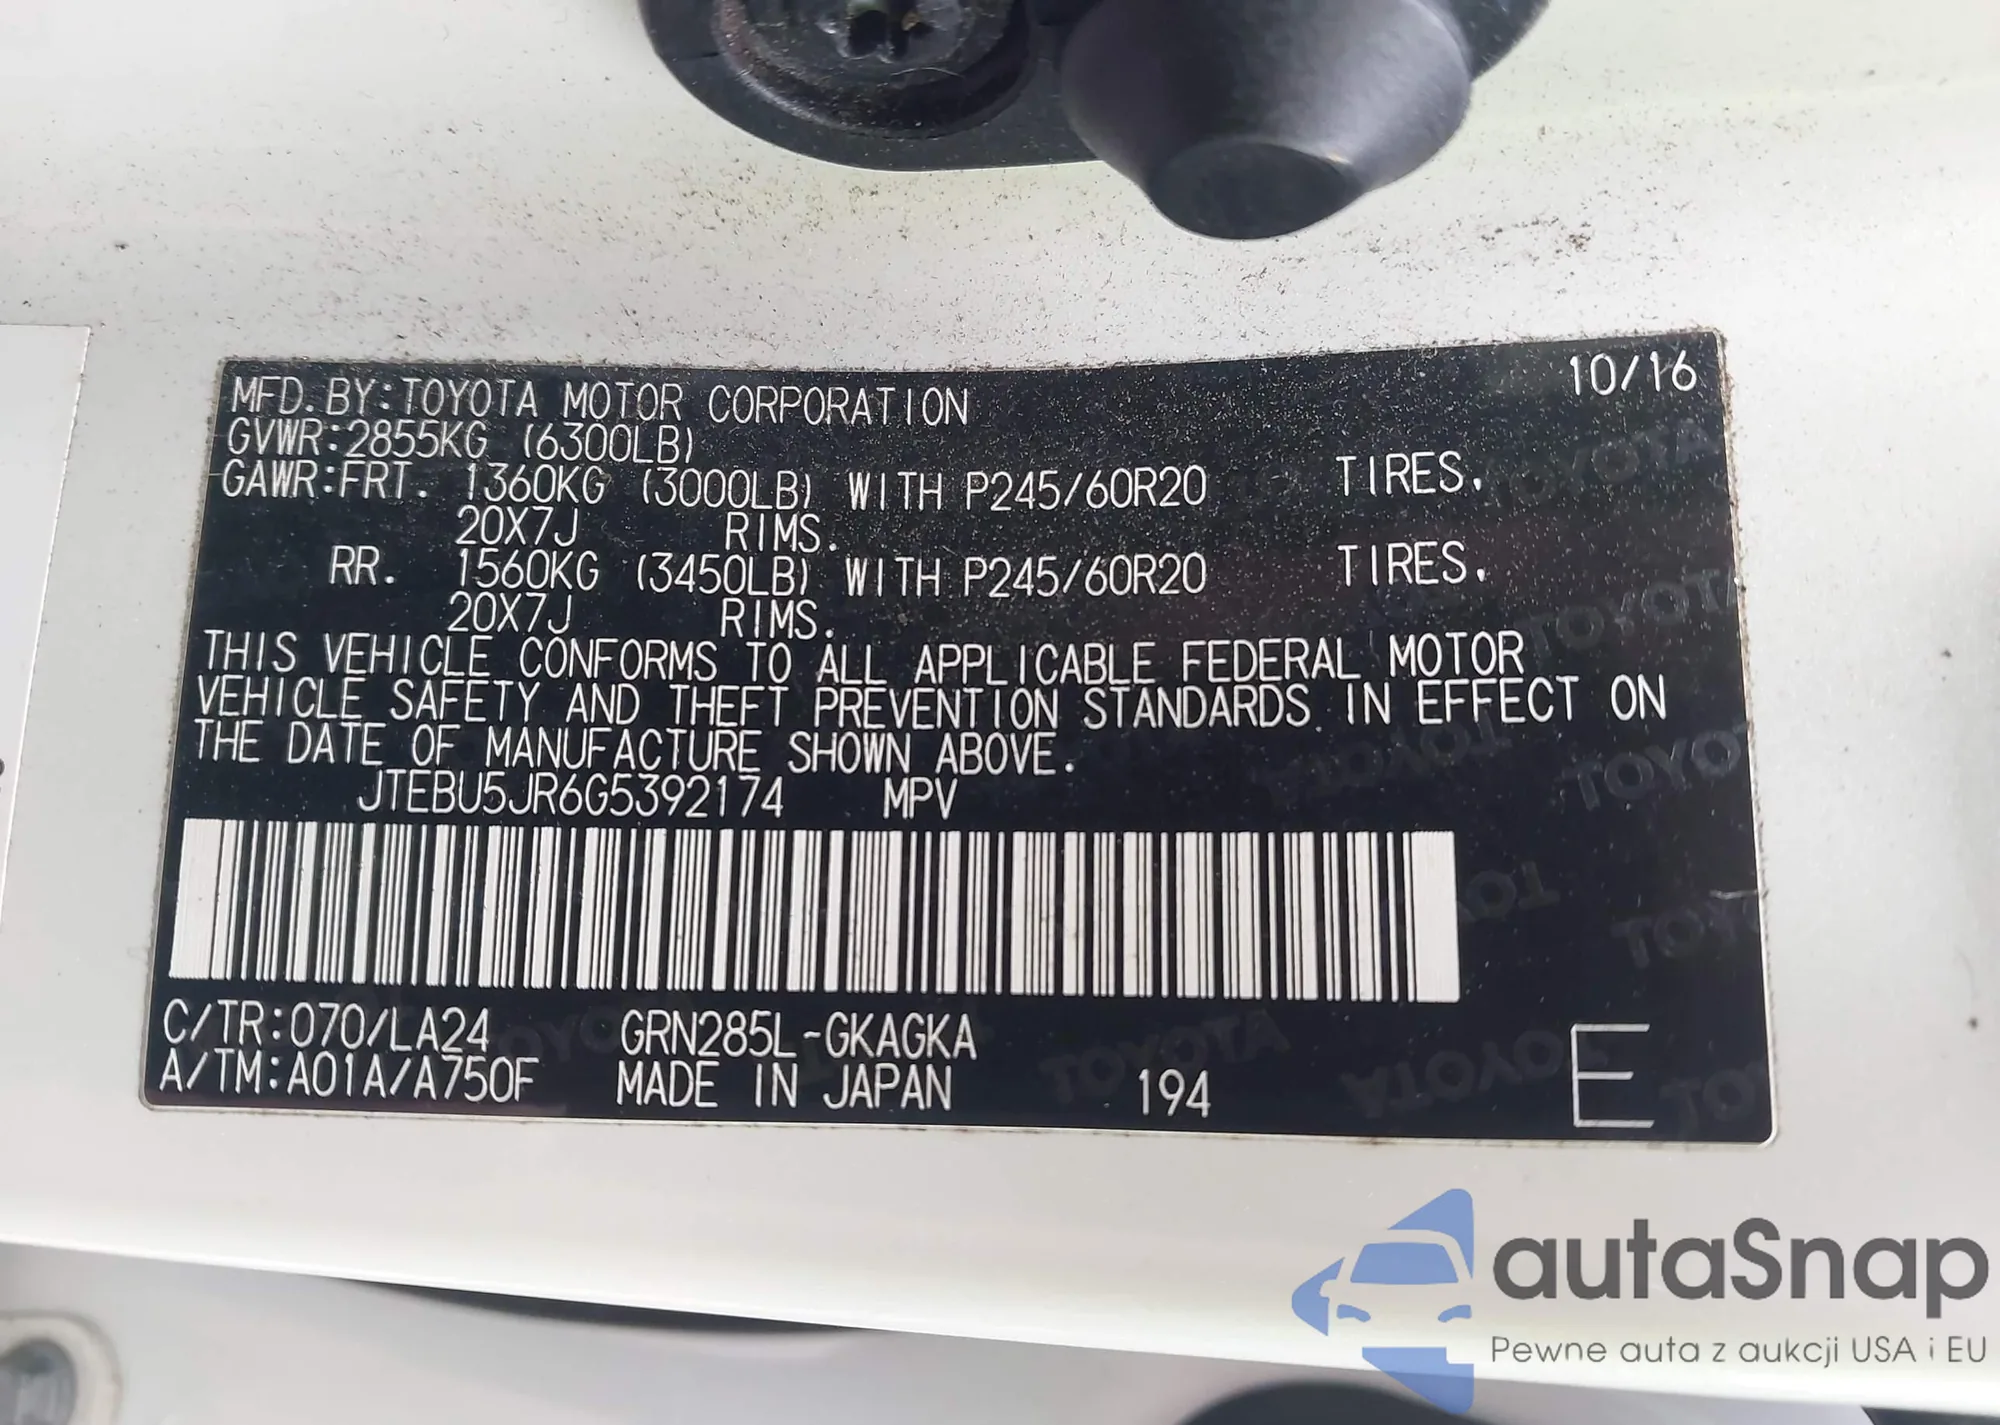 10/16
MFD. BY:TOYOTA MOTOR CORPORATION
GVWR:2855KG (6300LB)
GAWR:FRT. 1360KG (3000LB) WITH P245/60R20 TIRES.
20X7J RIMS.
RR. 1560KG (3450LB) WITH P245/60R20 TIRES.
20X7J RIMS.
THIS VEHICLE CONFORMS TO ALL APPLICABLE FEDERAL MOTOR
VEHICLE SAFETY AND THEFT PREVENTION STANDARDS IN EFFECT ON
THE DATE OF MANUFACTURE SHOWN ABOVE.
JTEBU5JR6G5392174 MPV
C/TR:070/LA24 GRN285L-GKAGKA
A/TM:A01A/A750F MADE IN JAPAN 194 E
autaSnap
Pewne auta z aukcji USA i EU